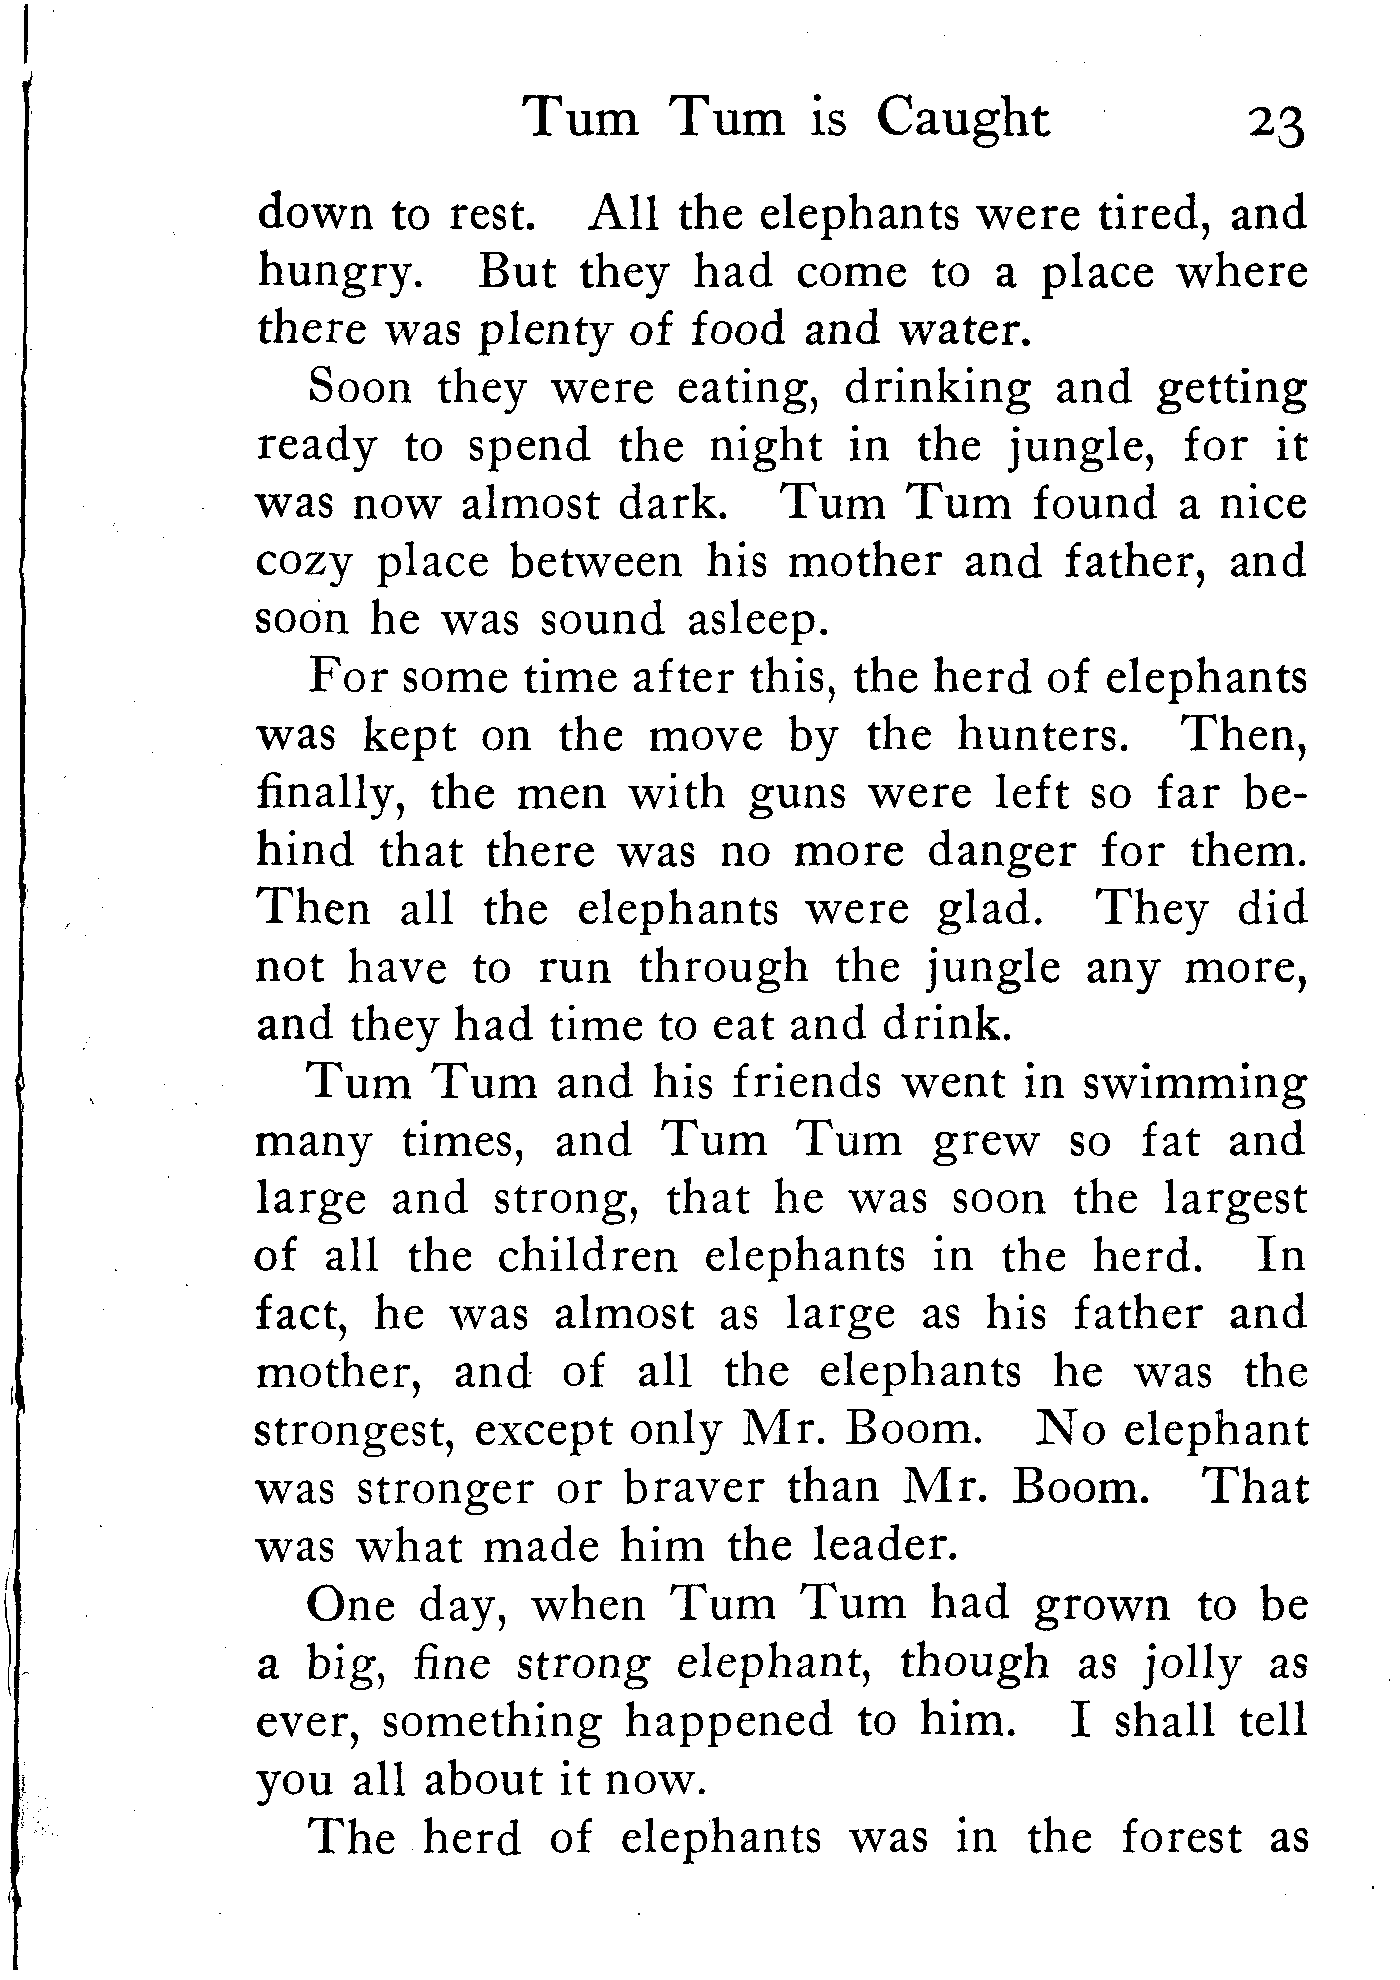 Tum Tum is Caught 23
down to rest. All the elephants were tired, and
hungry. But they had come to a place where
there was plenty of food and water.
Soon they were eating, drinking and getting
ready to spend the night in the jungle, for it
was now almost dark. Tum Tum found a nice
cozy place between his mother and father, and
soon he was sound asleep.
For some time after this, the herd of elephants
was kept on the move by the hunters. Then,
finally, the men with guns were left so far be-
hind that there was no more danger for them.
Then all the elephants were glad. They did
not have to run through the jungle any more,
and they had time to eat and drink.
Tum Tum and his friends went in swimming
many times, and Tum Tum grew so fat and
large and strong, that he was soon the largest
of all the children elephants in the herd. In
fact, he was almost as large as his father and
mother, and of all the elephants he was the
strongest, except only Mr. Boom. No elephant
was stronger or braver than Mr. Boom. That
was what made him the leader.
One day, when Tum Tum had grown to be
a big, fine strong elephant, though as jolly as
ever, something happened to him. I shall tell
you all about it now.
The herd of elephants was in the forest as